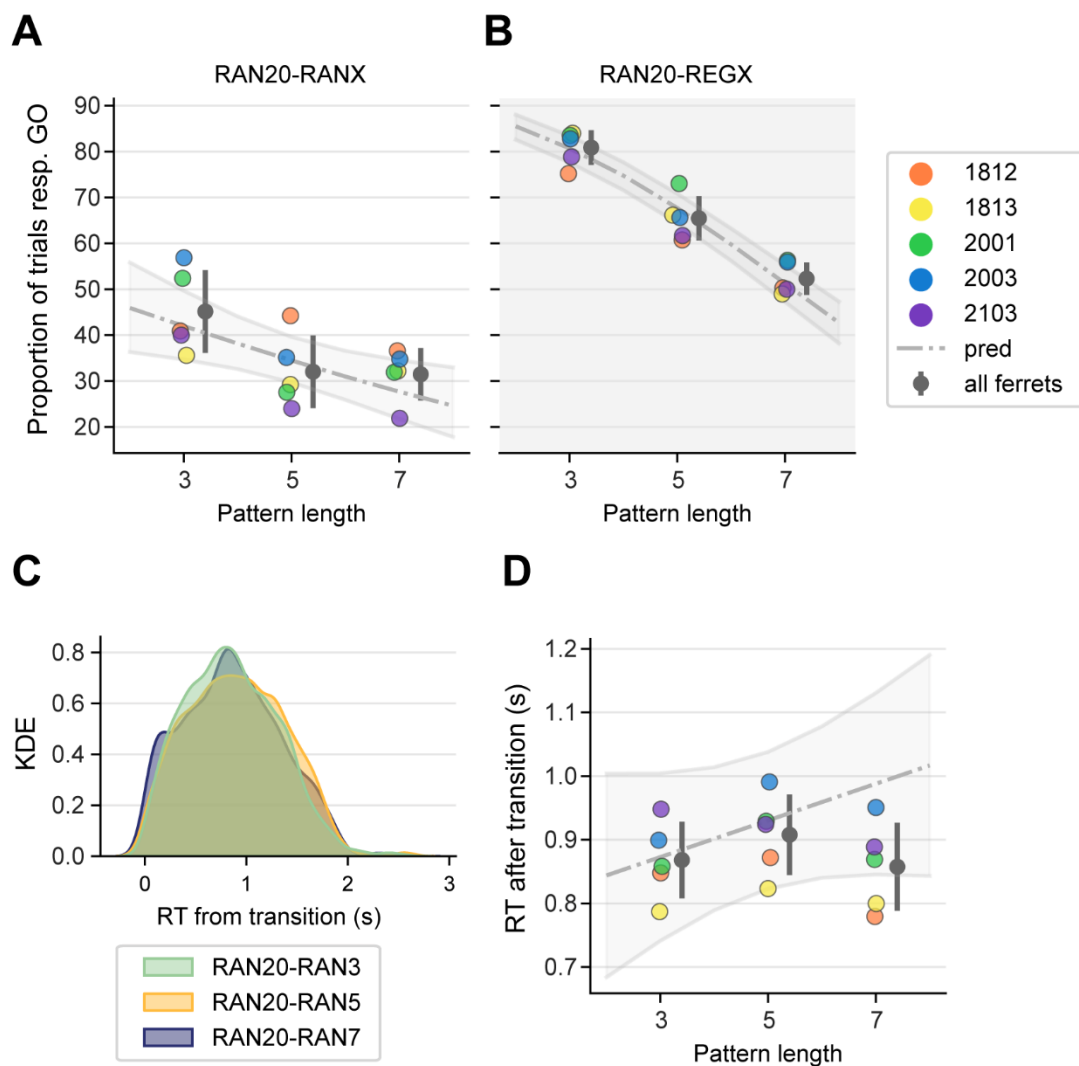 A
B
RAN20-RANX
RAN20-REGX
Proportion of trials resp. GO
90
80
70
60
50
40
30
20
3
5
7
3
5
7
Pattern length
Pattern length
1812
1813
2001
2003
2103
pred
all ferrets
C
D
KDE
0.8
0.6
0.4
0.2
0.0
0
1
2
3
RT from transition (s)
RAN20-RAN3
RAN20-RAN5
RAN20-RAN7
RT after transition (s)
1.2
1.1
1.0
0.9
0.8
0.7
3
5
7
Pattern length